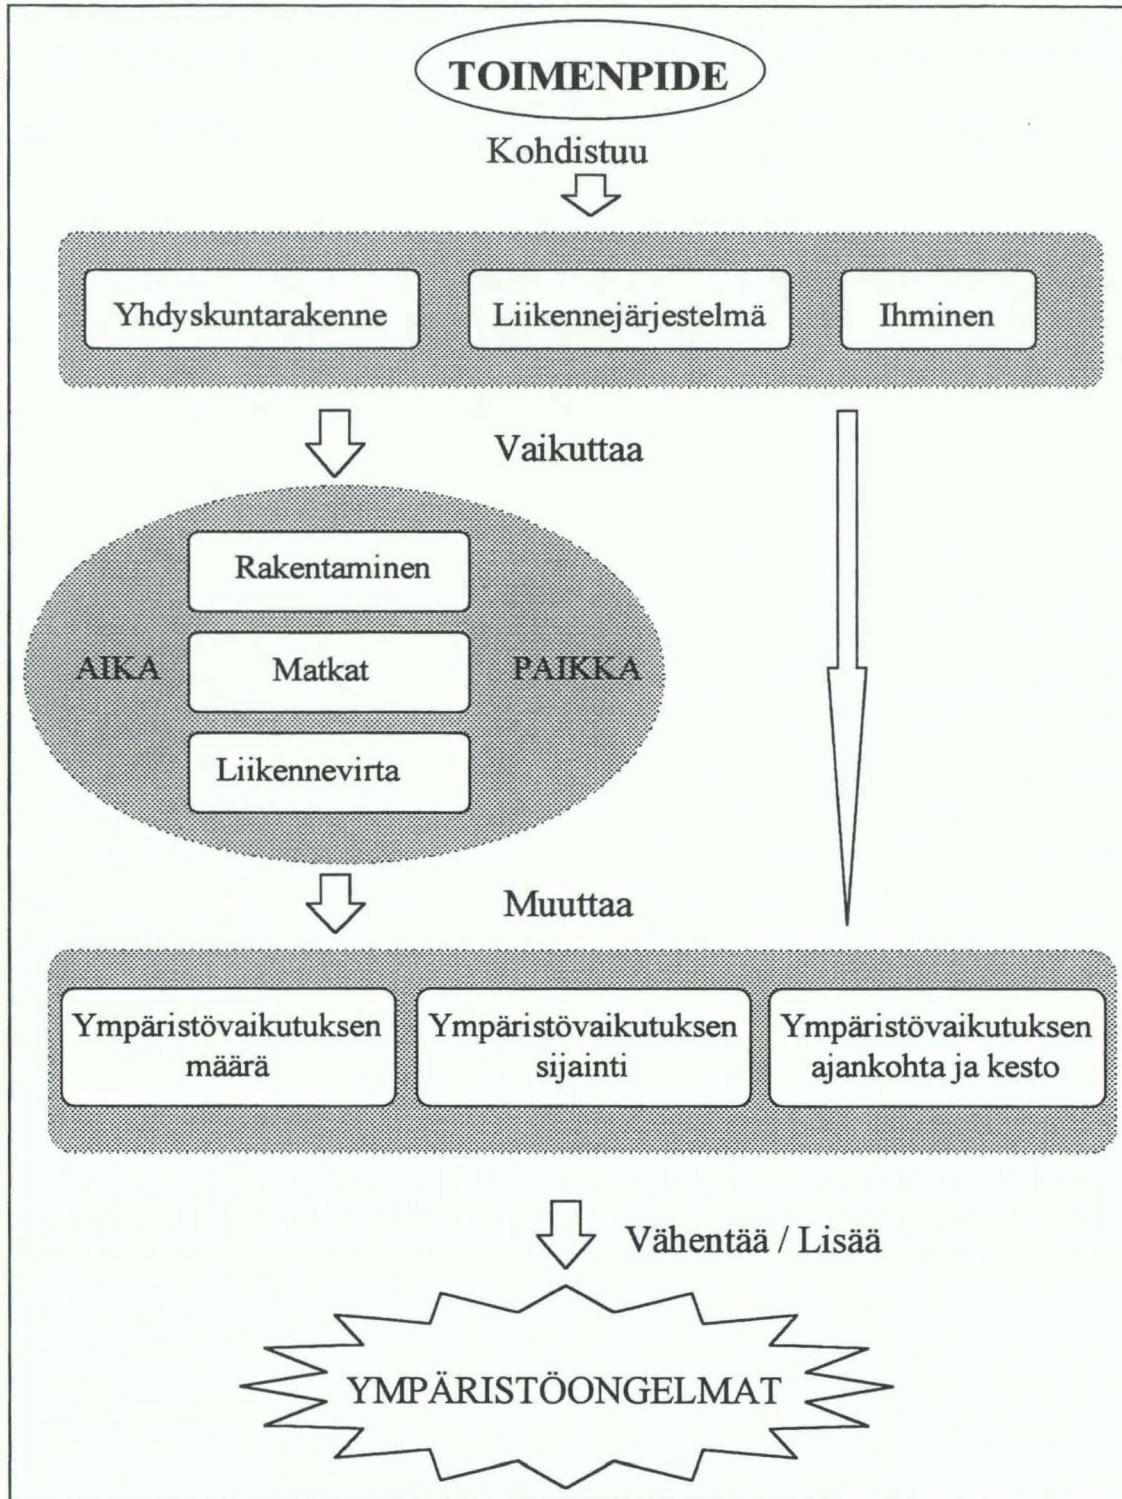 TOIMENPIDE
Kohdistuu
Yhdyskuntarakenne
Liikennejärjestelmä
Ihminen
Vaikuttaa
Rakentaminen
AIKA
Matkat
PAIKKA
Liikennevirta
Muuttaa
Ympäristövaikutuksen
määrä
Ympäristövaikutuksen
sijainti
Ympäristövaikutuksen
ajankohta ja kesto
Vähentää / Lisää
YMPÄRISTÖONGELMAT